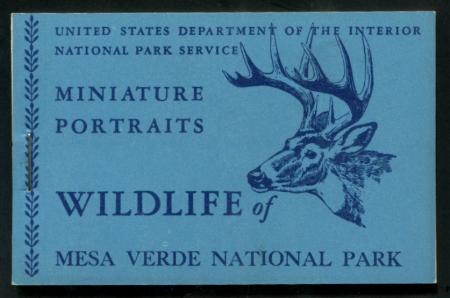 UNITED STATES DEPARTMENT OF THE INTERIOR
NATIONAL PARK SERVICE
MINIATURE
PORTRAITS
WILDLIFE of
MESA VERDE NATIONAL PARK